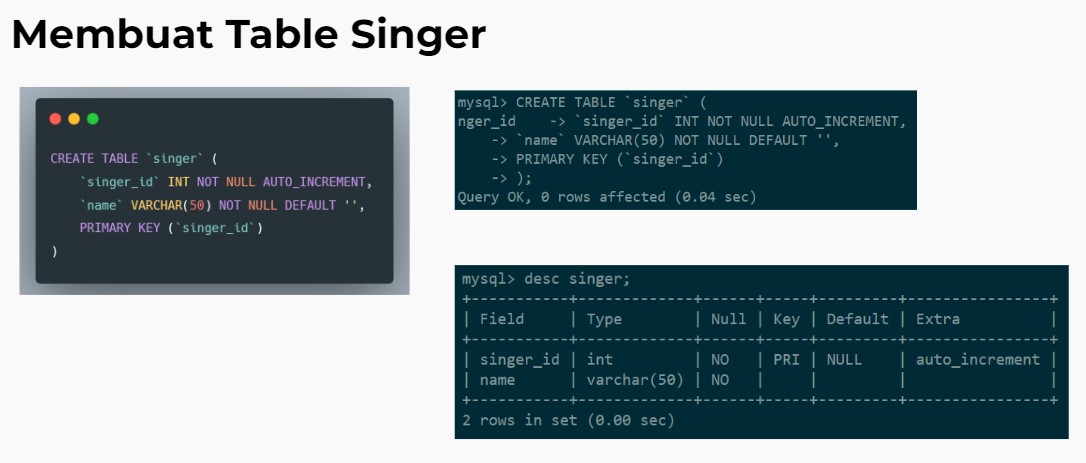 Membuat Table Singer
CREATE TABLE `singer` (
    `singer_id` INT NOT NULL AUTO_INCREMENT,
    `name` VARCHAR(50) NOT NULL DEFAULT '',
    PRIMARY KEY (`singer_id`)
)
mysql> CREATE TABLE `singer` (
nger_id    -> `singer_id` INT NOT NULL AUTO_INCREMENT,
    -> `name` VARCHAR(50) NOT NULL DEFAULT '',
    -> PRIMARY KEY (`singer_id`)
    -> );
Query OK, 0 rows affected (0.04 sec)
mysql> desc singer;
+-----------+-------------+------+-----+---------+----------------+
| Field     | Type        | Null | Key | Default | Extra          |
+-----------+-------------+------+-----+---------+----------------+
| singer_id | int         | NO   | PRI | NULL    | auto_increment |
| name      | varchar(50) | NO   |     |         |                |
+-----------+-------------+------+-----+---------+----------------+
2 rows in set (0.00 sec)